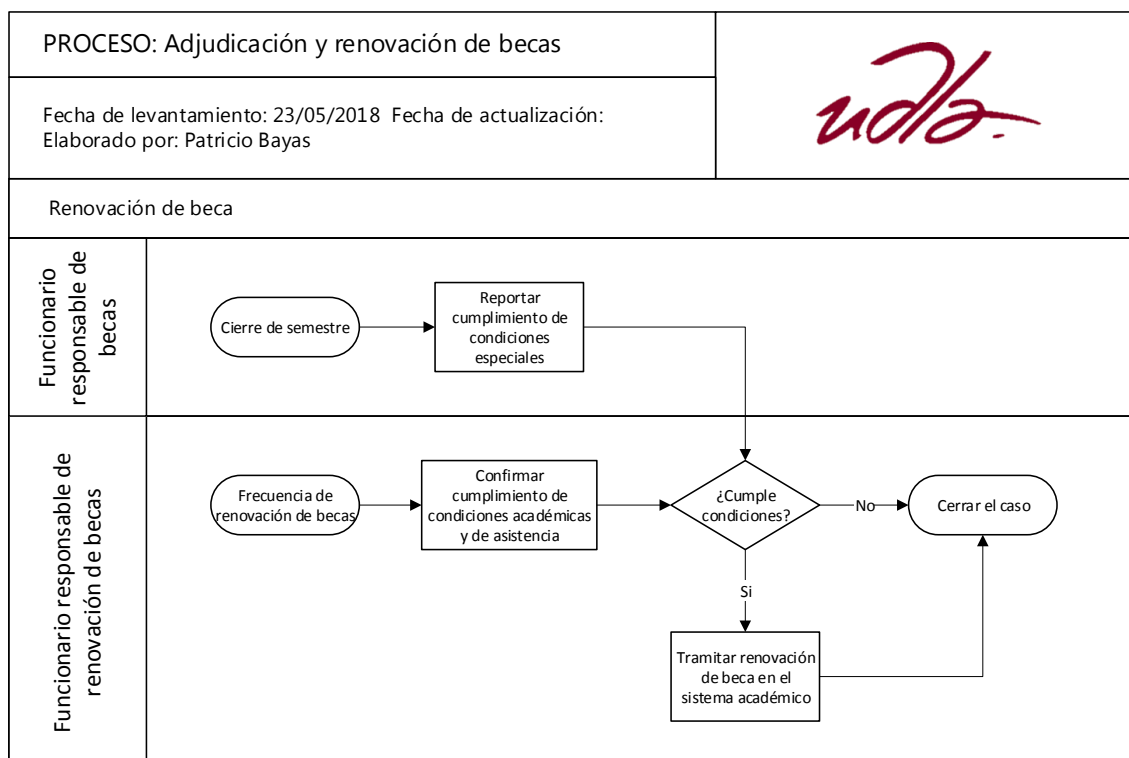 PROCESO: Adjudicación y renovación de becas
udla.
Fecha de levantamiento: 23/05/2018 Fecha de actualización:
Elaborado por: Patricio Bayas
Renovación de beca
Funcionario
responsable de
becas
Cierre de semestre
Reportar
cumplimiento de
condiciones
especiales
Funcionario responsable de
renovación de becas
Frecuencia de
renovación de becas
Confirmar
cumplimiento de
condiciones académicas
y de asistencia
¿Cumple
condiciones?
No
Cerrar el caso
Si
Tramitar renovación
de beca en el
sistema académico